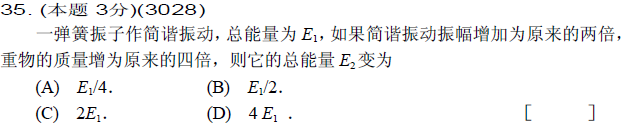 35. (本题 3分)(3028)
一弹簧振子作简谐振动，总能量为 E₁，如果简谐振动振幅增加为原来的两倍，
重物的质量增为原来的四倍，则它的总能量 E₂变为
(A) E₁/4. (B) E₁/2.
(C) 2E₁. (D) 4 E₁ . [ ]